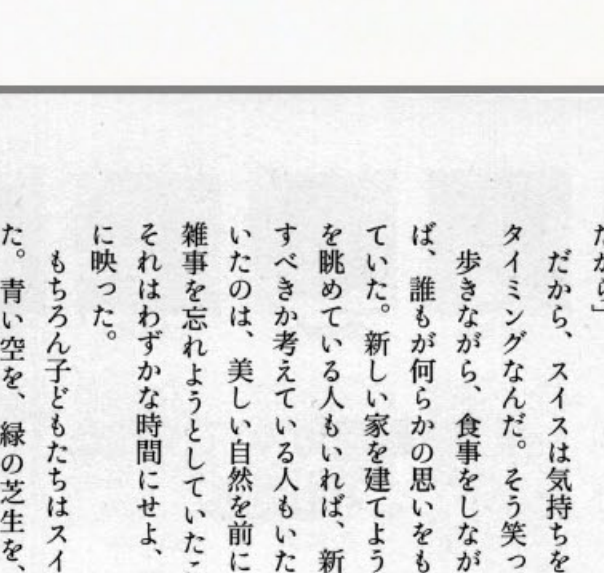 だから」
だから、スイスは気持ちを
タイミングなんだ。そう笑っ
歩きながら、食事をしなが
ば、誰もが何らかの思いをも
ていた。新しい家を建てよう
を眺めている人もいれば、新
すべきか考えている人もいた
いたのは、美しい自然を前に
雑事を忘れようとしていたこ
それはわずかな時間にせよ、
に映った。
もちろん子どもたちはスイ
た。青い空を、緑の芝生を、